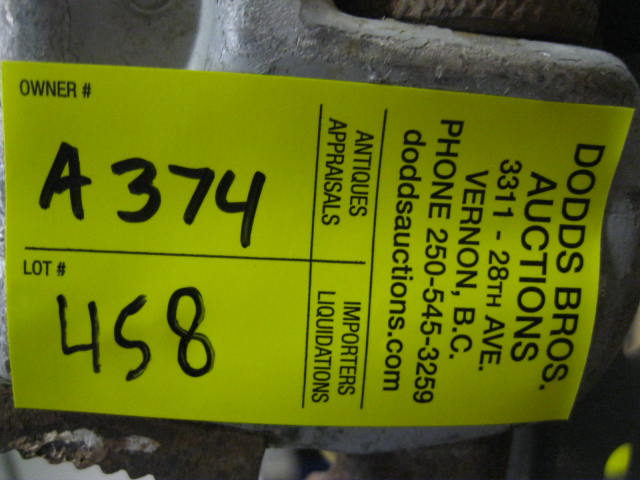 OWNER #
A374
LOT #
458
ANTIQUES
APPRAISALS
IMPORTERS
LIQUIDATIONS
DODDS BROS.
AUCTIONS
3311 - 28TH AVE.
VERNON, B.C.
PHONE 250-545-3259
doddsauctions.com